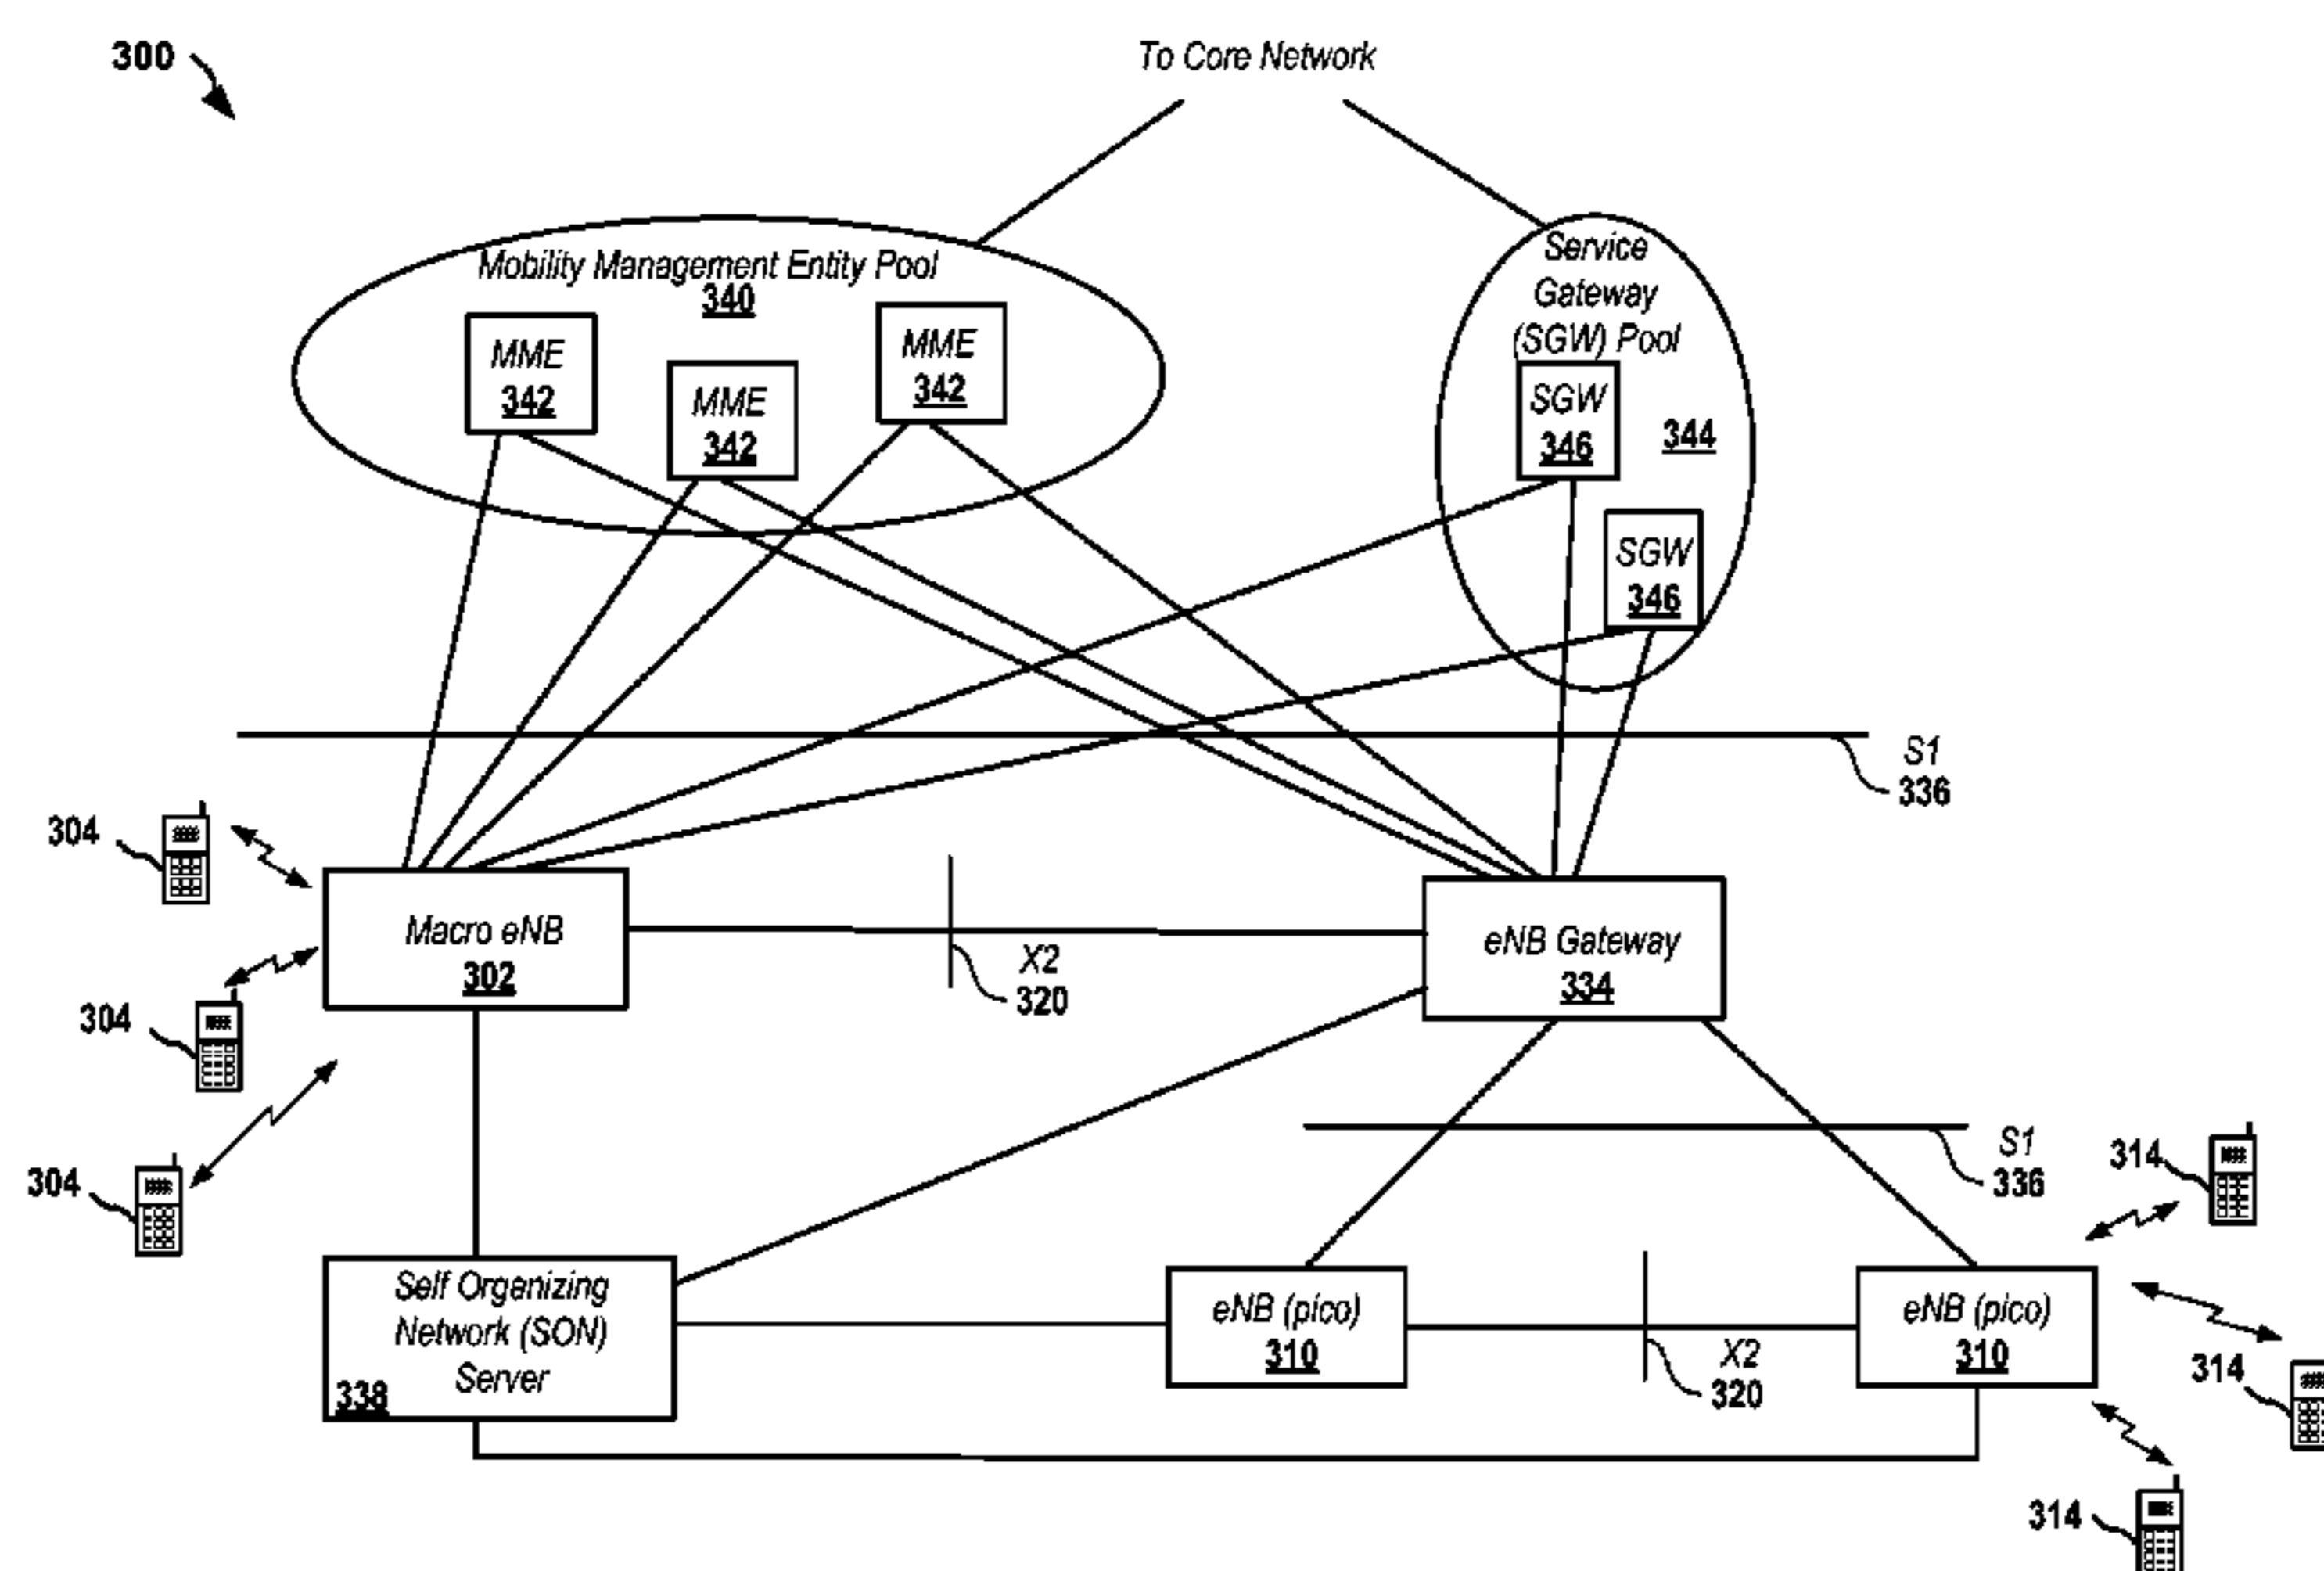 300
To Core Network
Mobility Management Entity Pool
340
MME
342
MME
342
MME
342
Service
Gateway
(SGW) Pool
SGW
346
344
SGW
346
S1
336
304
Macro eNB
302
X2
320
eNB Gateway
334
304
304
S1
336
314
Self Organizing
Network (SON)
Server
338
eNB (pico)
310
X2
320
eNB (pico)
310
314
314